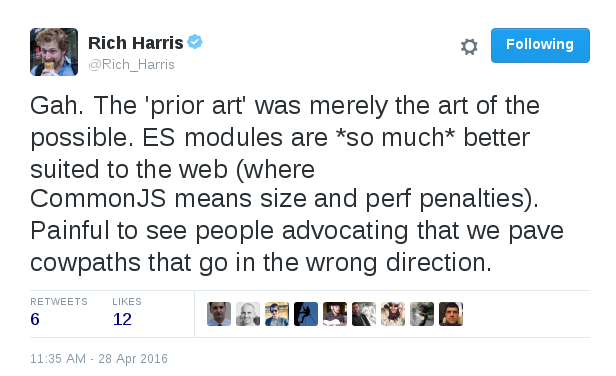 Rich Harris
@Rich_Harris
Following
Gah. The 'prior art' was merely the art of the
possible. ES modules are *so much* better
suited to the web (where
CommonJS means size and perf penalties).
Painful to see people advocating that we pave
cowpaths that go in the wrong direction.
RETWEETS LIKES
6 12
11:35 AM - 28 Apr 2016